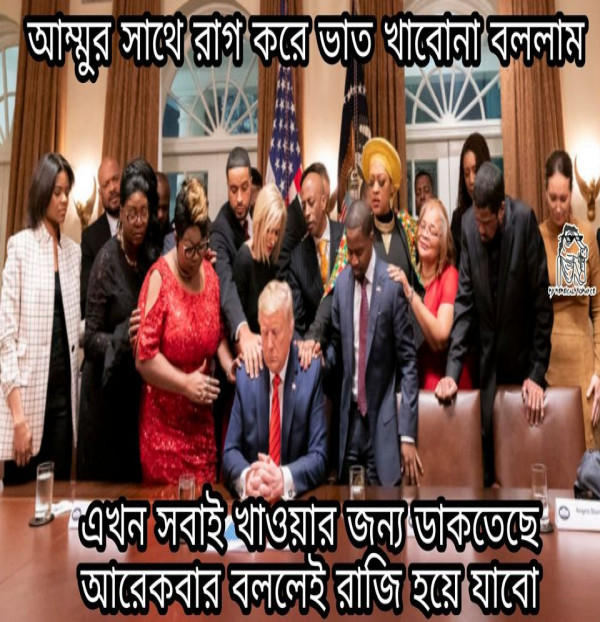 আম্মুর সাথে রাগ করে ভাত খাবোনা বললাম
এখন সবাই খাওয়ার জন্য ডাকতেছে
আরেকবার বললেই রাজি হয়ে যাবো